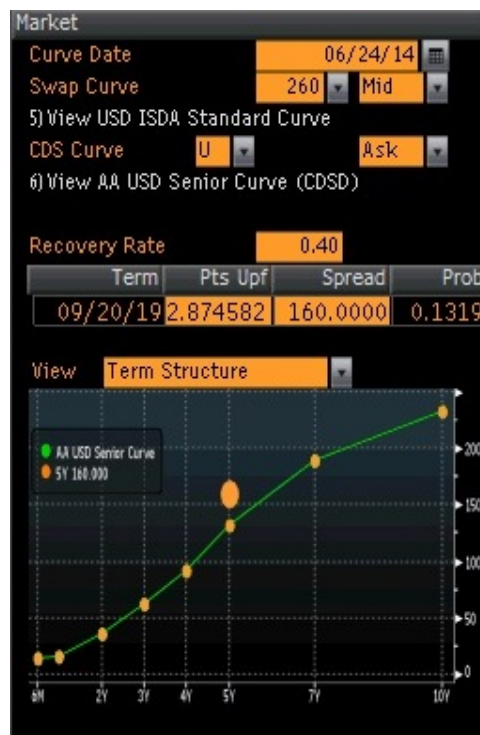 Market
Curve Date 06/24/14
Swap Curve 260 Mid
5) View USD ISDA Standard Curve
CDS Curve U Ask
6) View AA USD Senior Curve (CDSD)
Recovery Rate 0.40
Term Pts Upf Spread Prob
09/20/19 2.874582 160.0000 0.1319
View Term Structure
AA USD Senior Curve
5Y 160.000
200
150
100
50
0
6M 2Y 3Y 4Y 5Y 7Y 10Y